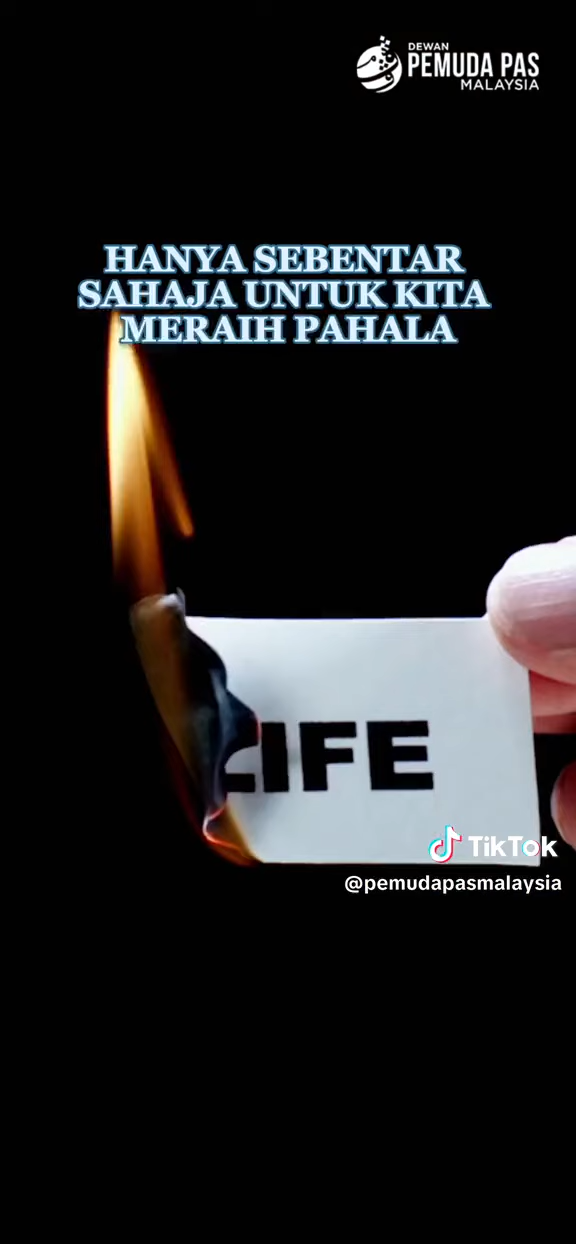 DEWAN
PEMUDA PAS
MALAYSIA
HANYA SEBENTAR
SAHAJA UNTUK KITA
MERAIH PAHALA
LIFE
TikTok
@pemudapasmalaysia